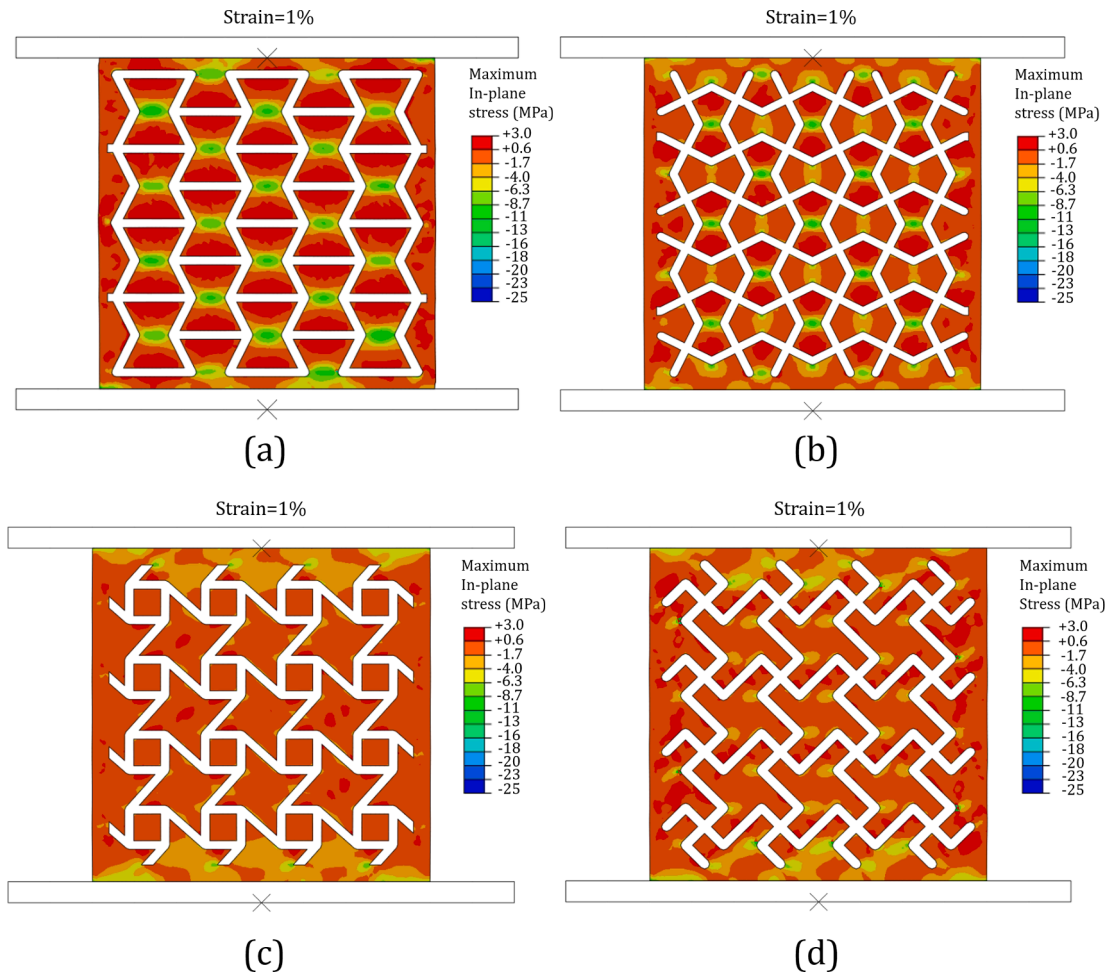 Strain=1%
Maximum
In-plane
stress (MPa)
+3.0
+0.6
-1.7
-4.0
-6.3
-8.7
-11
-13
-16
-18
-20
-23
-25
(a)
Strain=1%
Maximum
In-plane
stress (MPa)
+3.0
+0.6
-1.7
-4.0
-6.3
-8.7
-11
-13
-16
-18
-20
-23
-25
(b)
Strain=1%
Maximum
In-plane
stress (MPa)
+3.0
+0.6
-1.7
-4.0
-6.3
-8.7
-11
-13
-16
-18
-20
-23
-25
(c)
Strain=1%
Maximum
In-plane
Stress (MPa)
+3.0
+0.6
-1.7
-4.0
-6.3
-8.7
-11
-13
-16
-18
-20
-23
-25
(d)